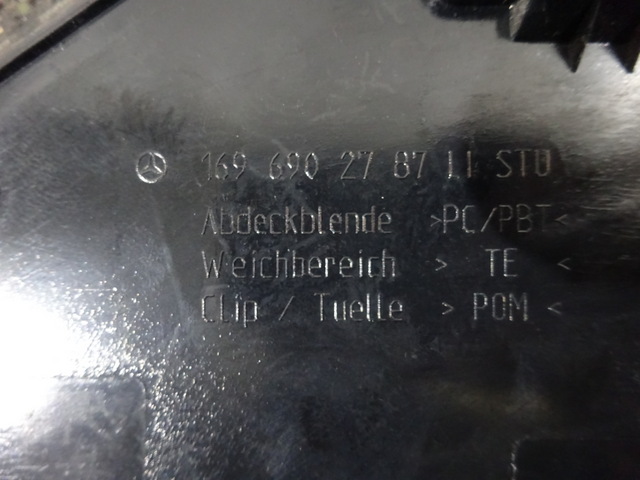 169 690 27 87 LI STU
Abdeckblende >PC/PBT<
Weichbereich > TE <
Clip / Tuelle > POM <